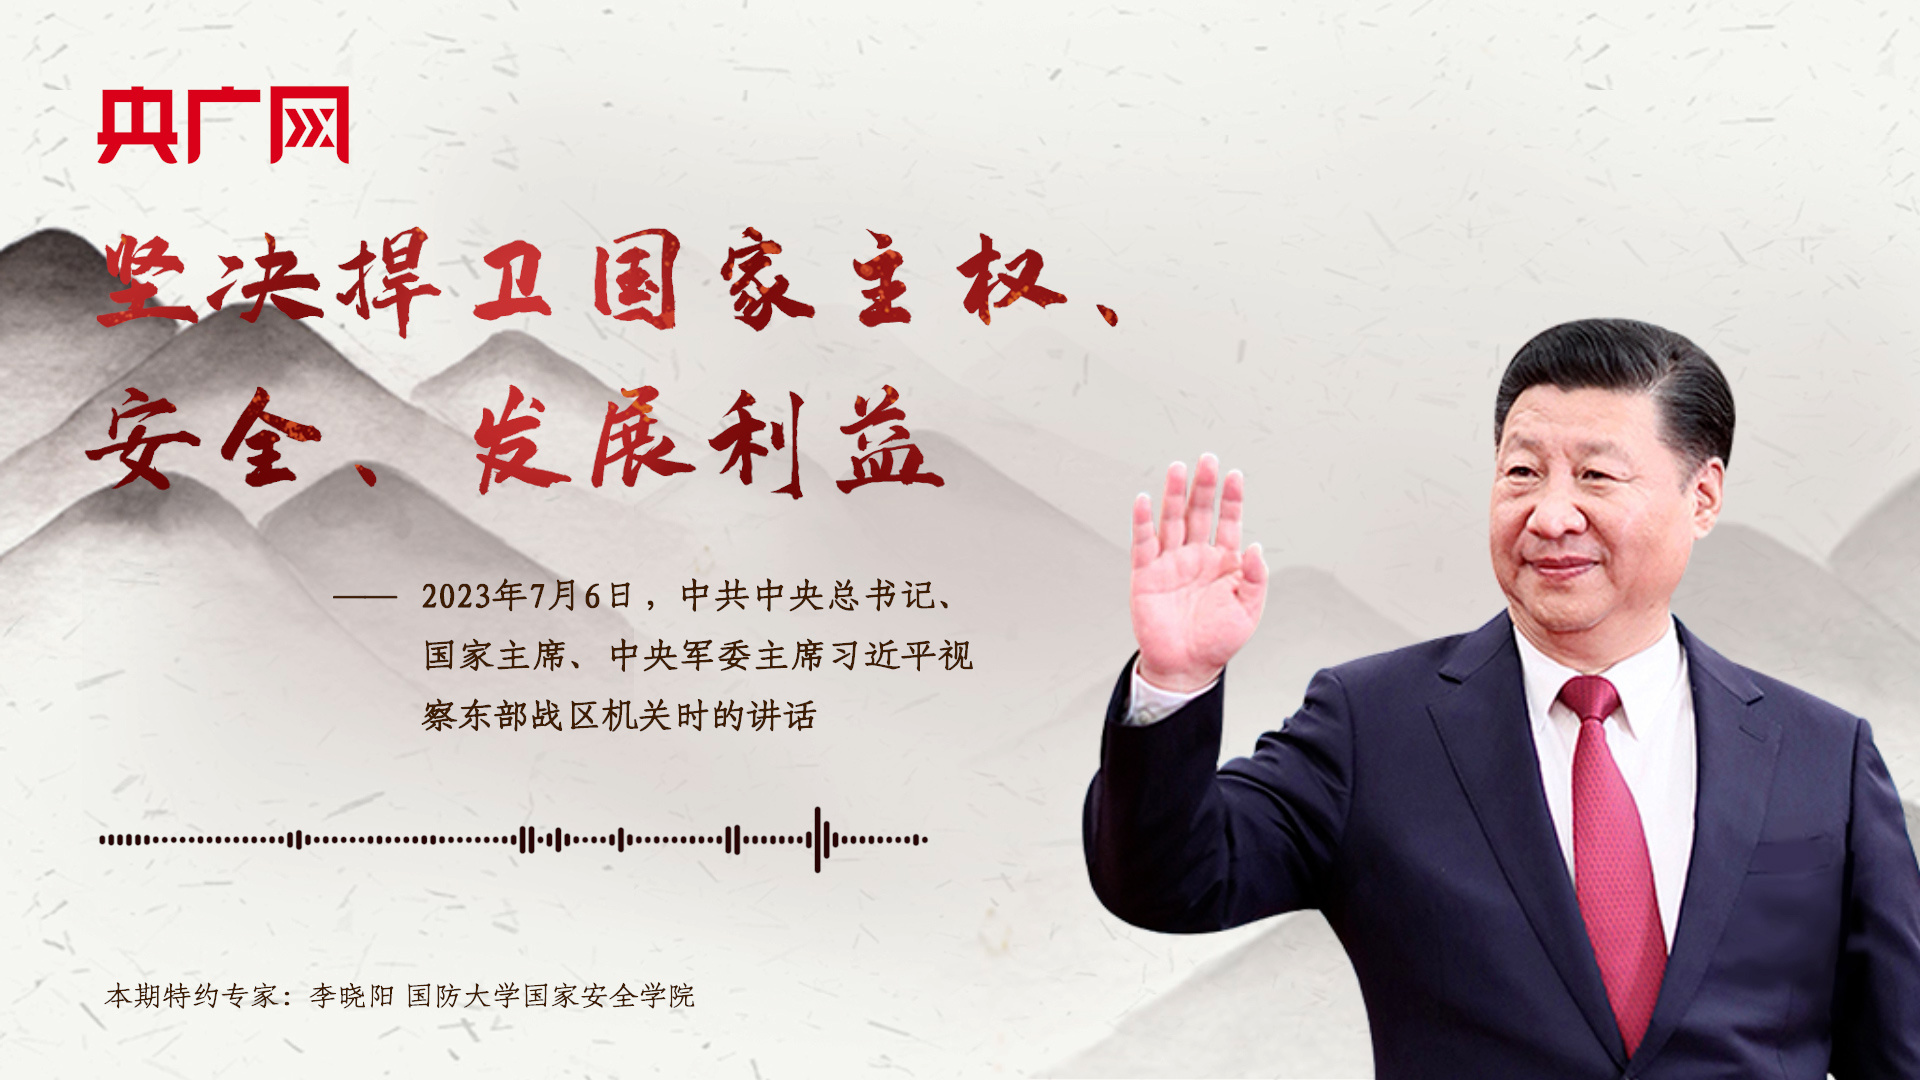 央广网
坚决捍卫国家主权、
安全、发展利益
—— 2023年7月6日，中共中央总书记、
国家主席、中央军委主席习近平视
察东部战区机关时的讲话
本期特约专家：李晓阳 国防大学国家安全学院